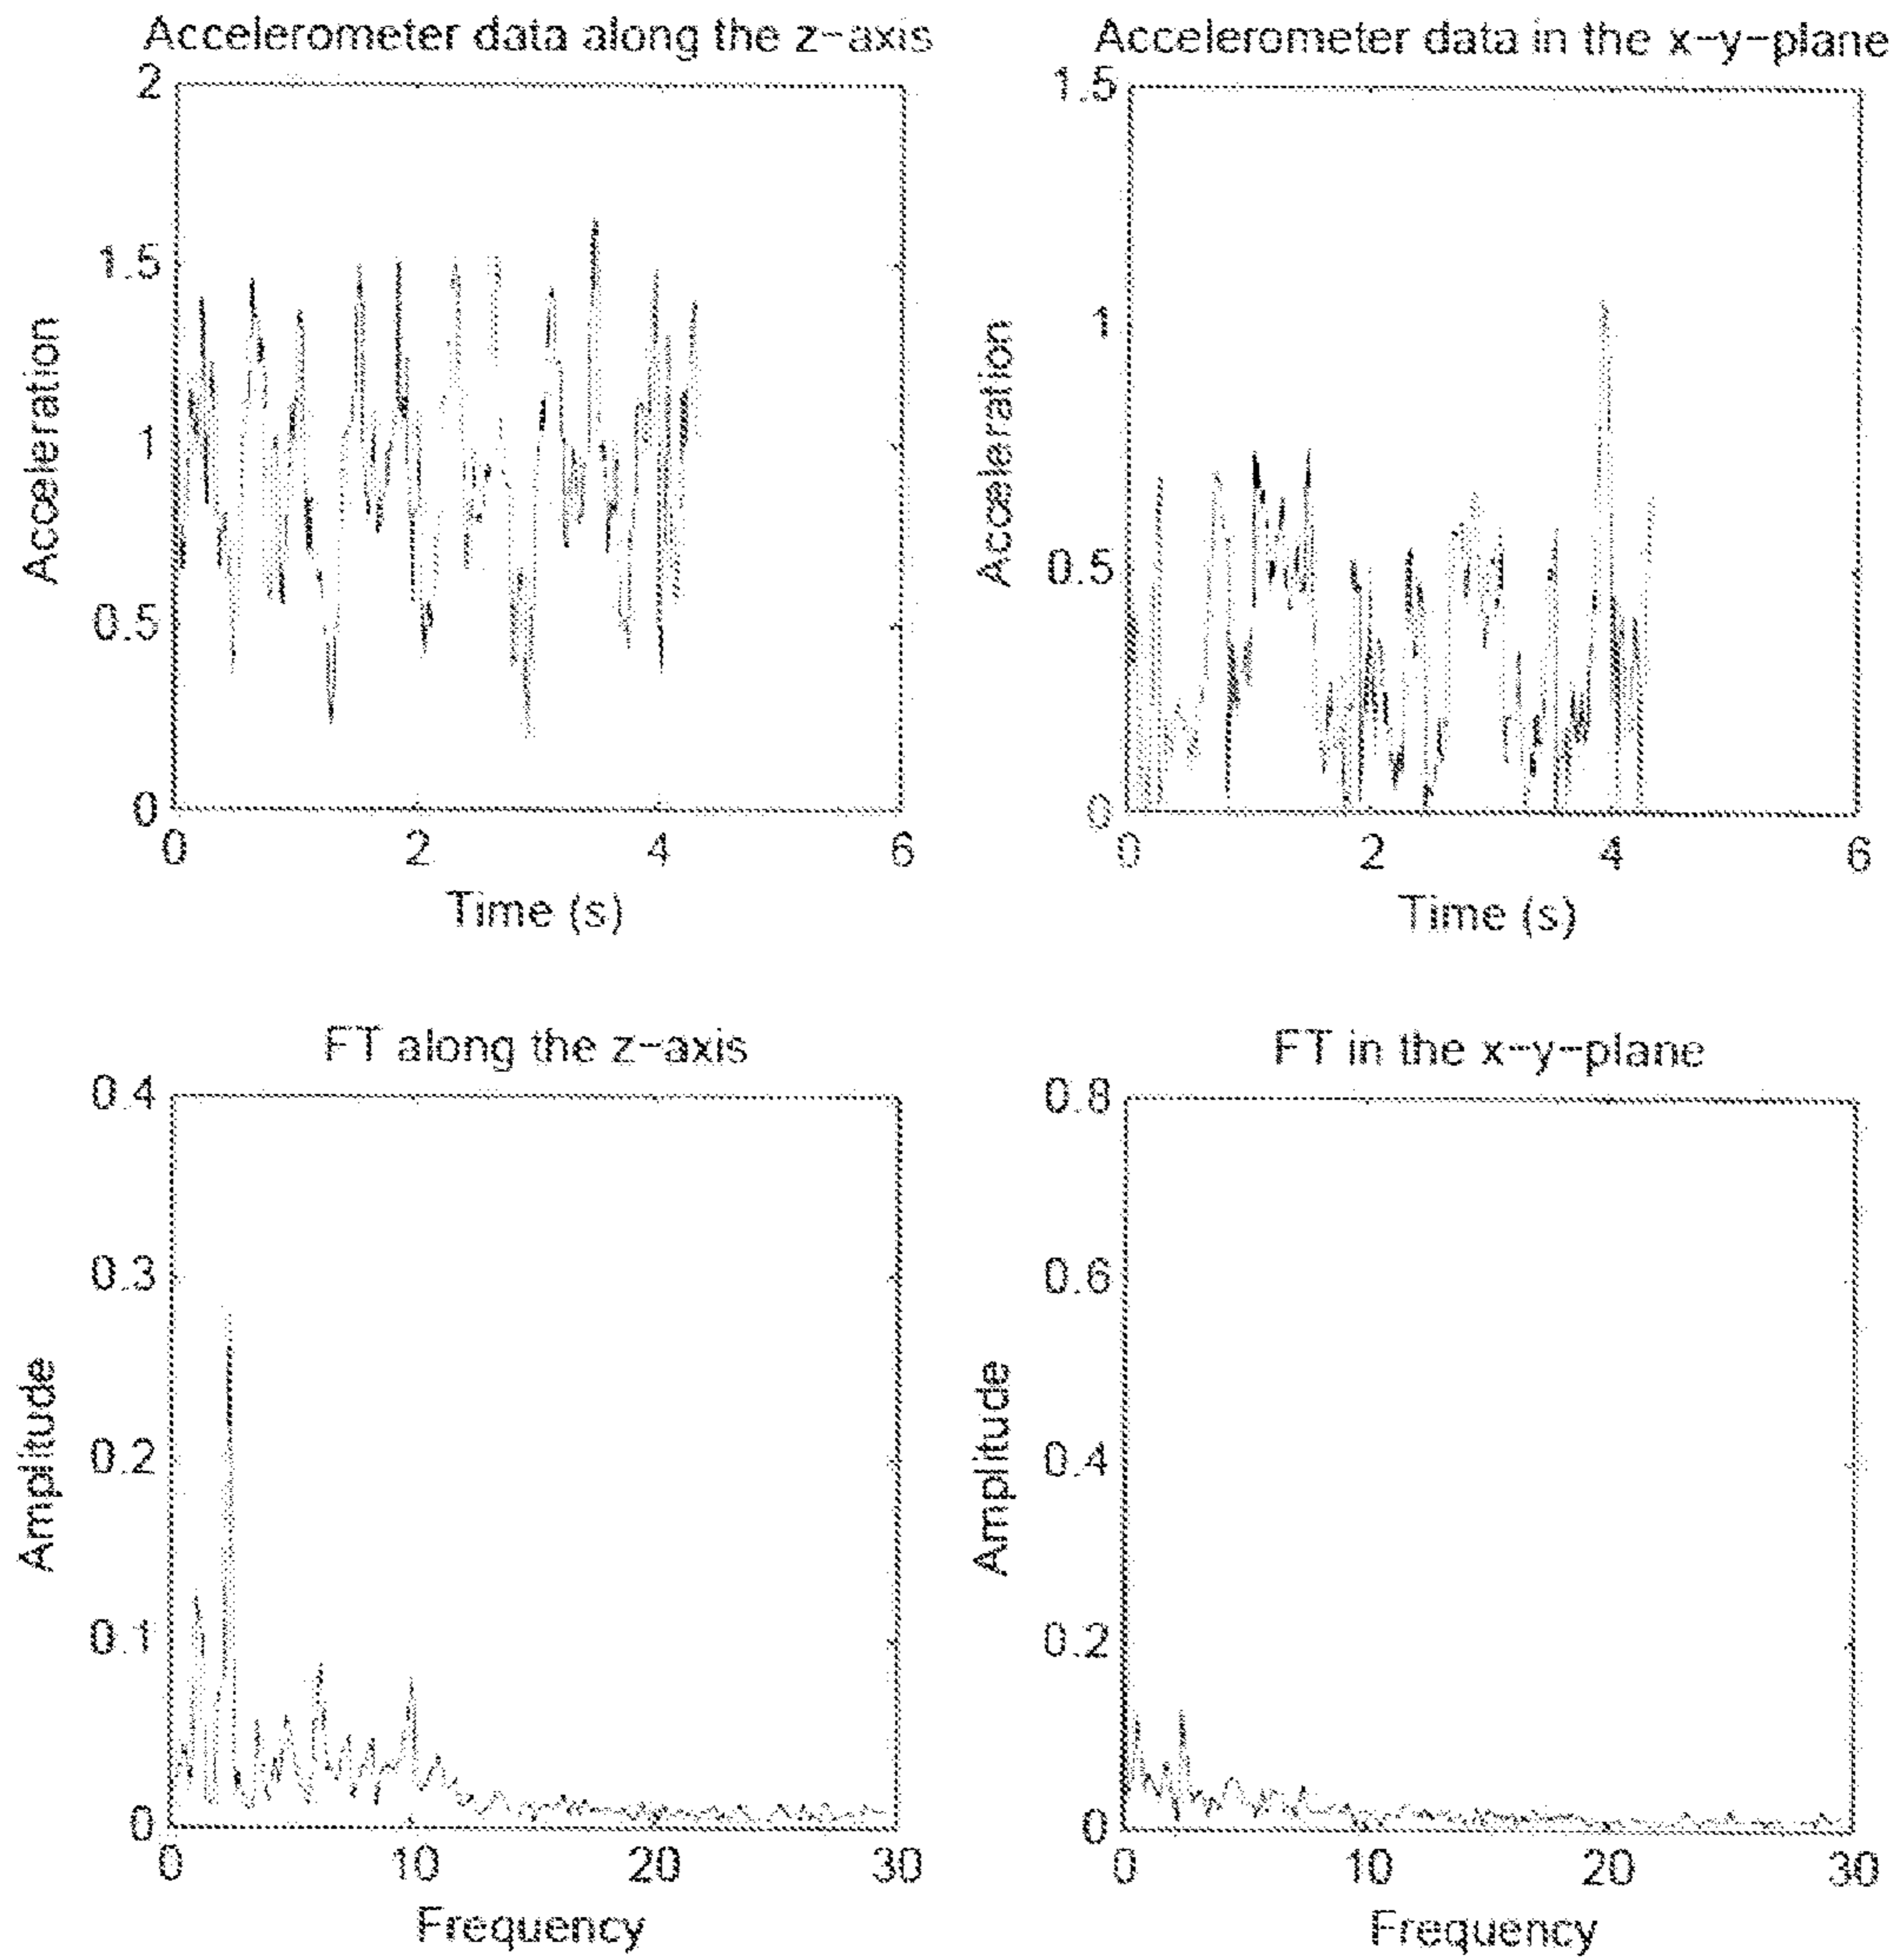 Accelerometer data along the z-axis
2
1.5
1
0.5
0
Acceleration
0 2 4 6
Time (s)
Accelerometer data in the x-y-plane
1.5
1
0.5
0
Acceleration
0 2 4 6
Time (s)
FT along the z-axis
0.4
0.3
0.2
0.1
0
Amplitude
0 10 20 30
Frequency
FT in the x-y-plane
0.8
0.6
0.4
0.2
0
Amplitude
0 10 20 30
Frequency